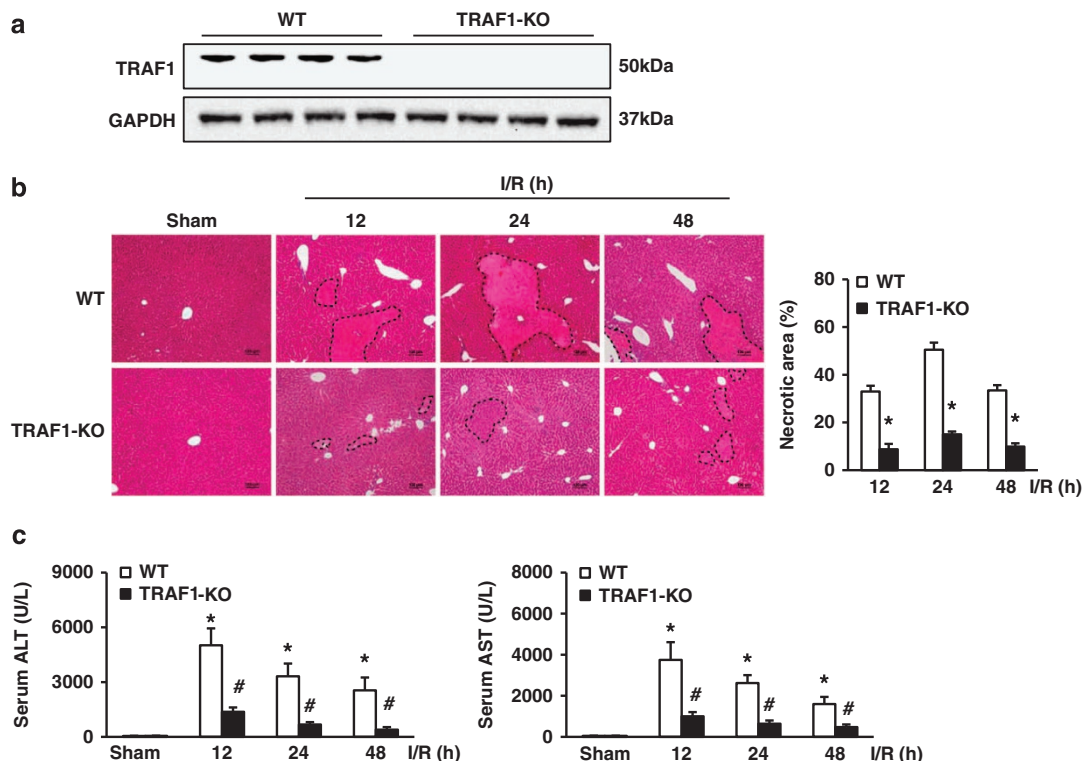 a
WT TRAF1-KO
TRAF1 50kDa
GAPDH 37kDa
b
I/R (h)
Sham 12 24 48
WT
TRAF1-KO
80
60
40
20
0
Necrotic area (%)
WT
TRAF1-KO
*
*
*
12 24 48 I/R (h)
c
9000
6000
3000
0
Serum ALT (U/L)
WT
TRAF1-KO
* * *
# # #
Sham 12 24 48
8000
6000
4000
2000
0
Serum AST (U/L)
WT
TRAF1-KO
* * *
# # #
Sham 12 24 48 I/R (h)